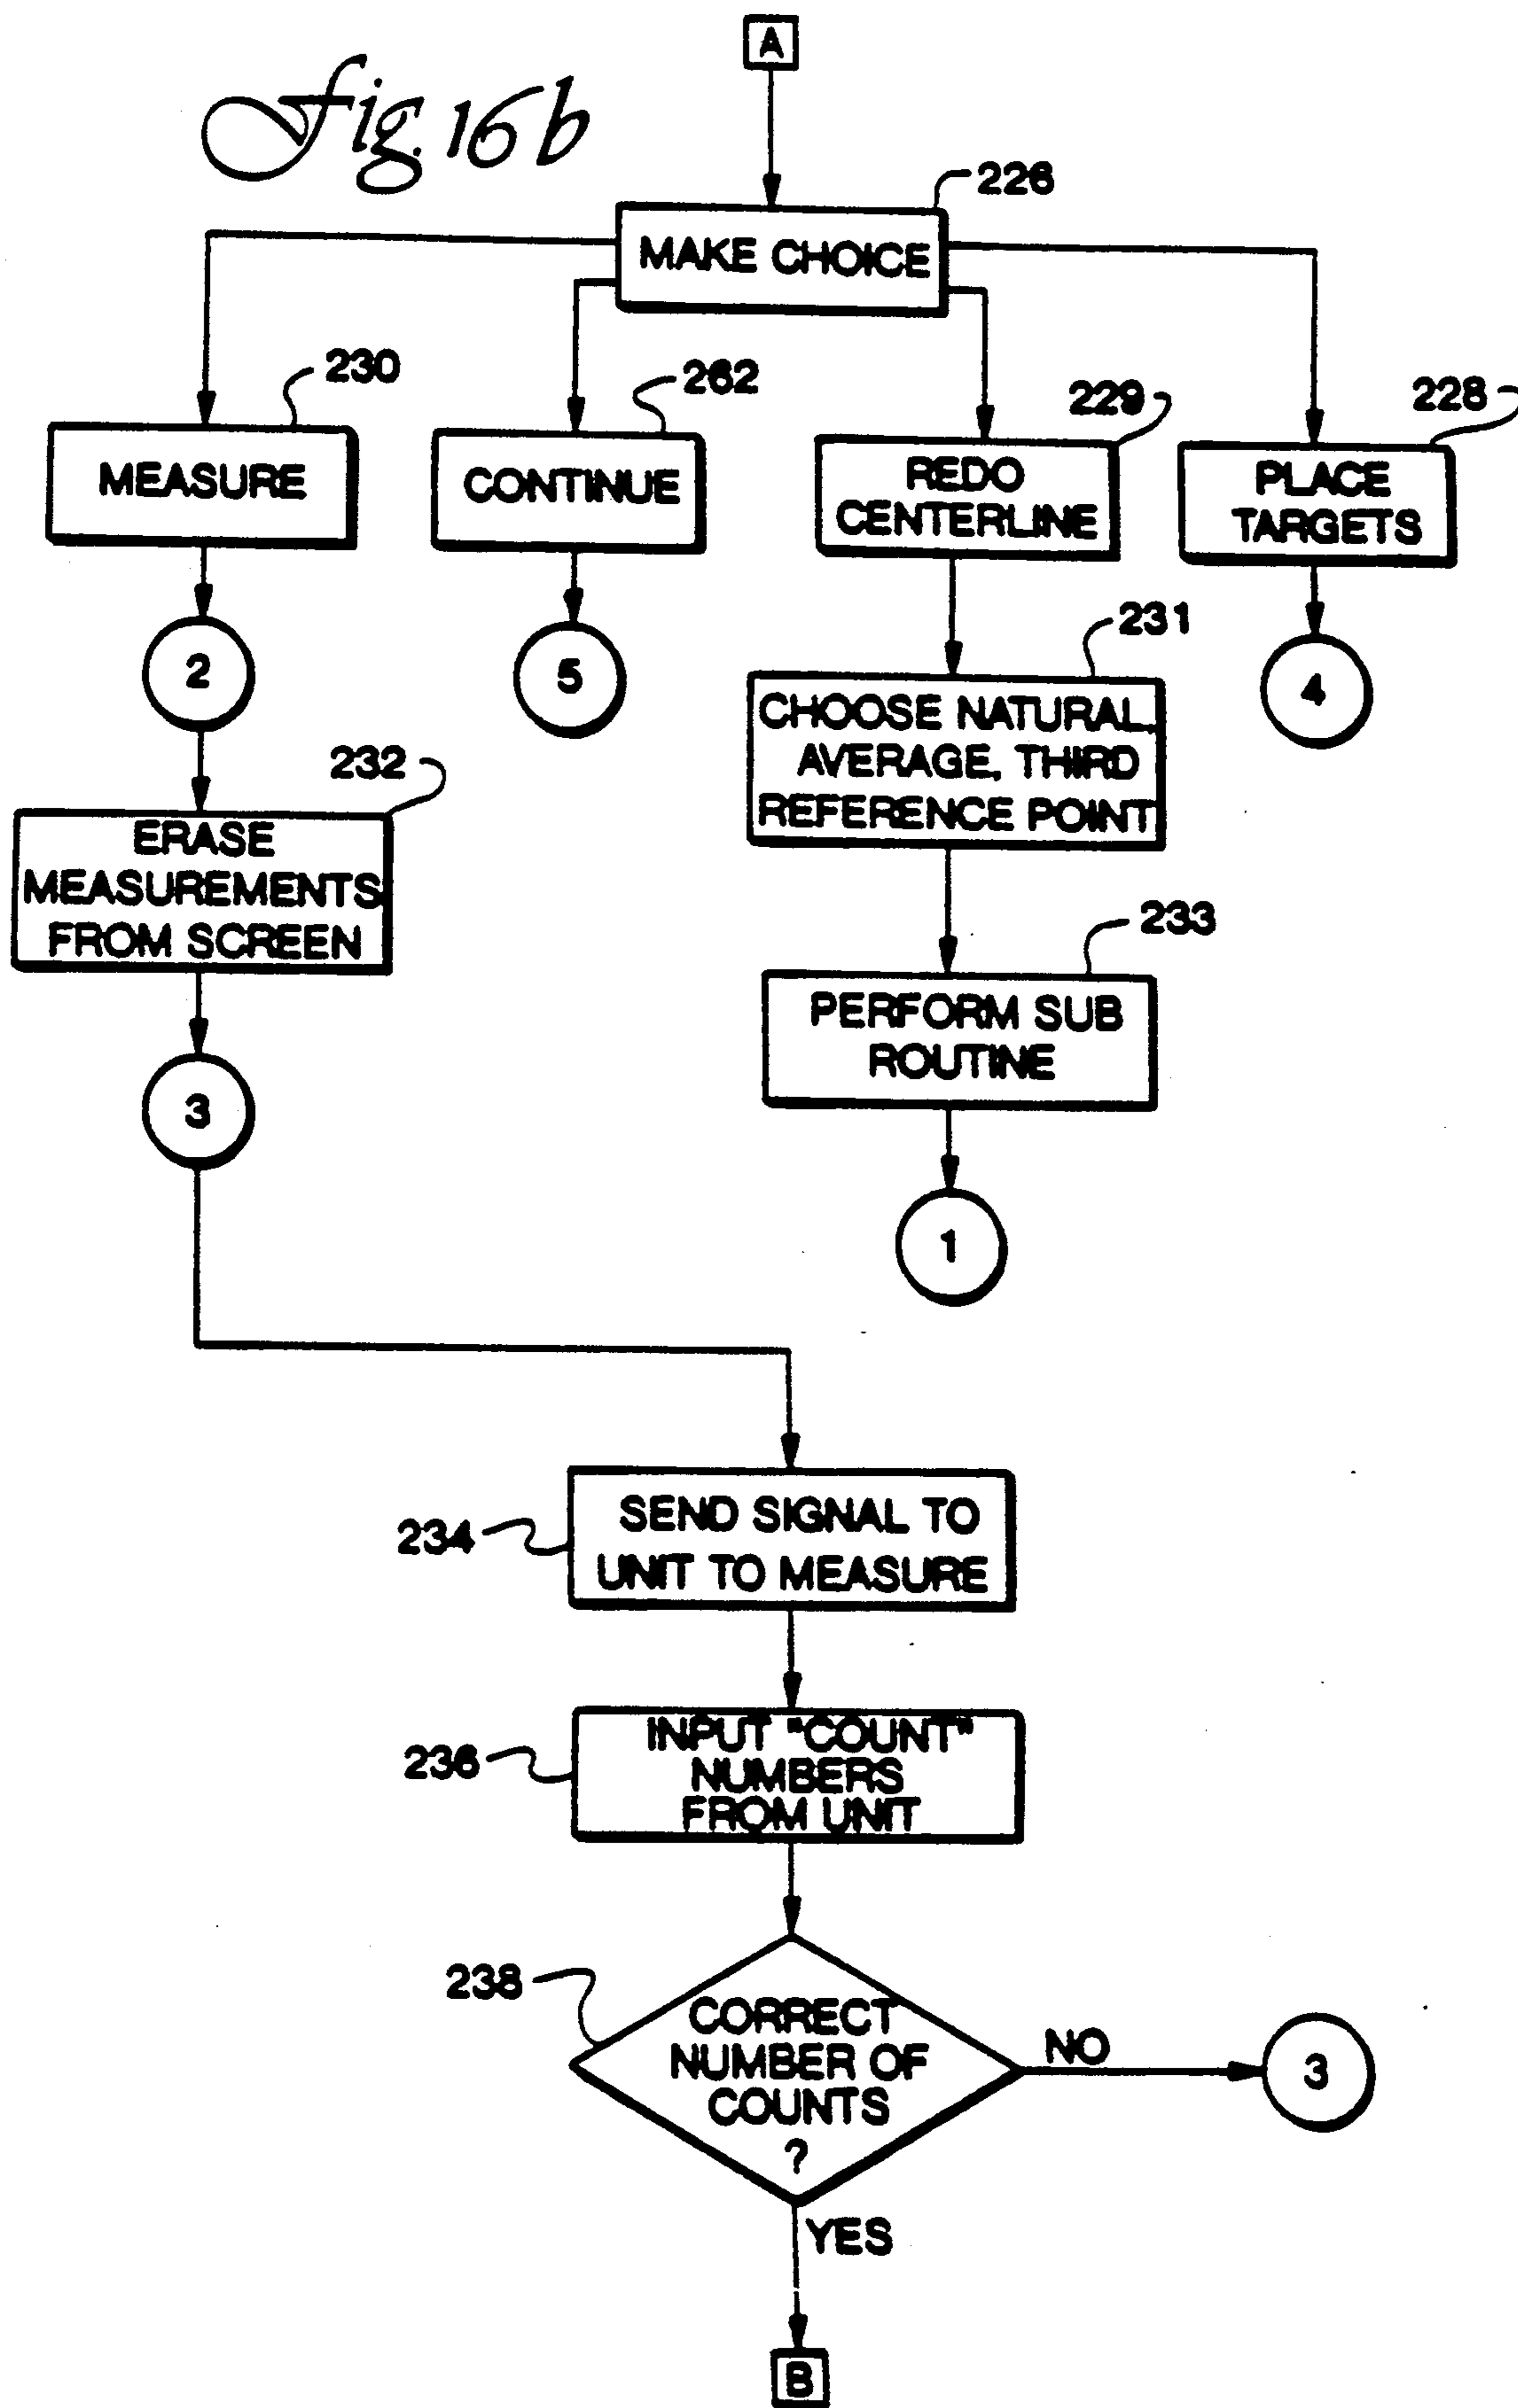 A
Fig. 16b
226
MAKE CHOICE
230
262
229
228
MEASURE
CONTINUE
REDO
CENTERLINE
PLACE
TARGETS
2
5
231
4
CHOOSE NATURAL,
AVERAGE, THIRD
REFERENCE POINT
232
ERASE
MEASUREMENTS
FROM SCREEN
233
PERFORM SUB
ROUTINE
3
1
234
SEND SIGNAL TO
UNIT TO MEASURE
236
INPUT "COUNT"
NUMBERS
FROM UNIT
238
CORRECT
NUMBER OF
COUNTS
?
NO
3
YES
B